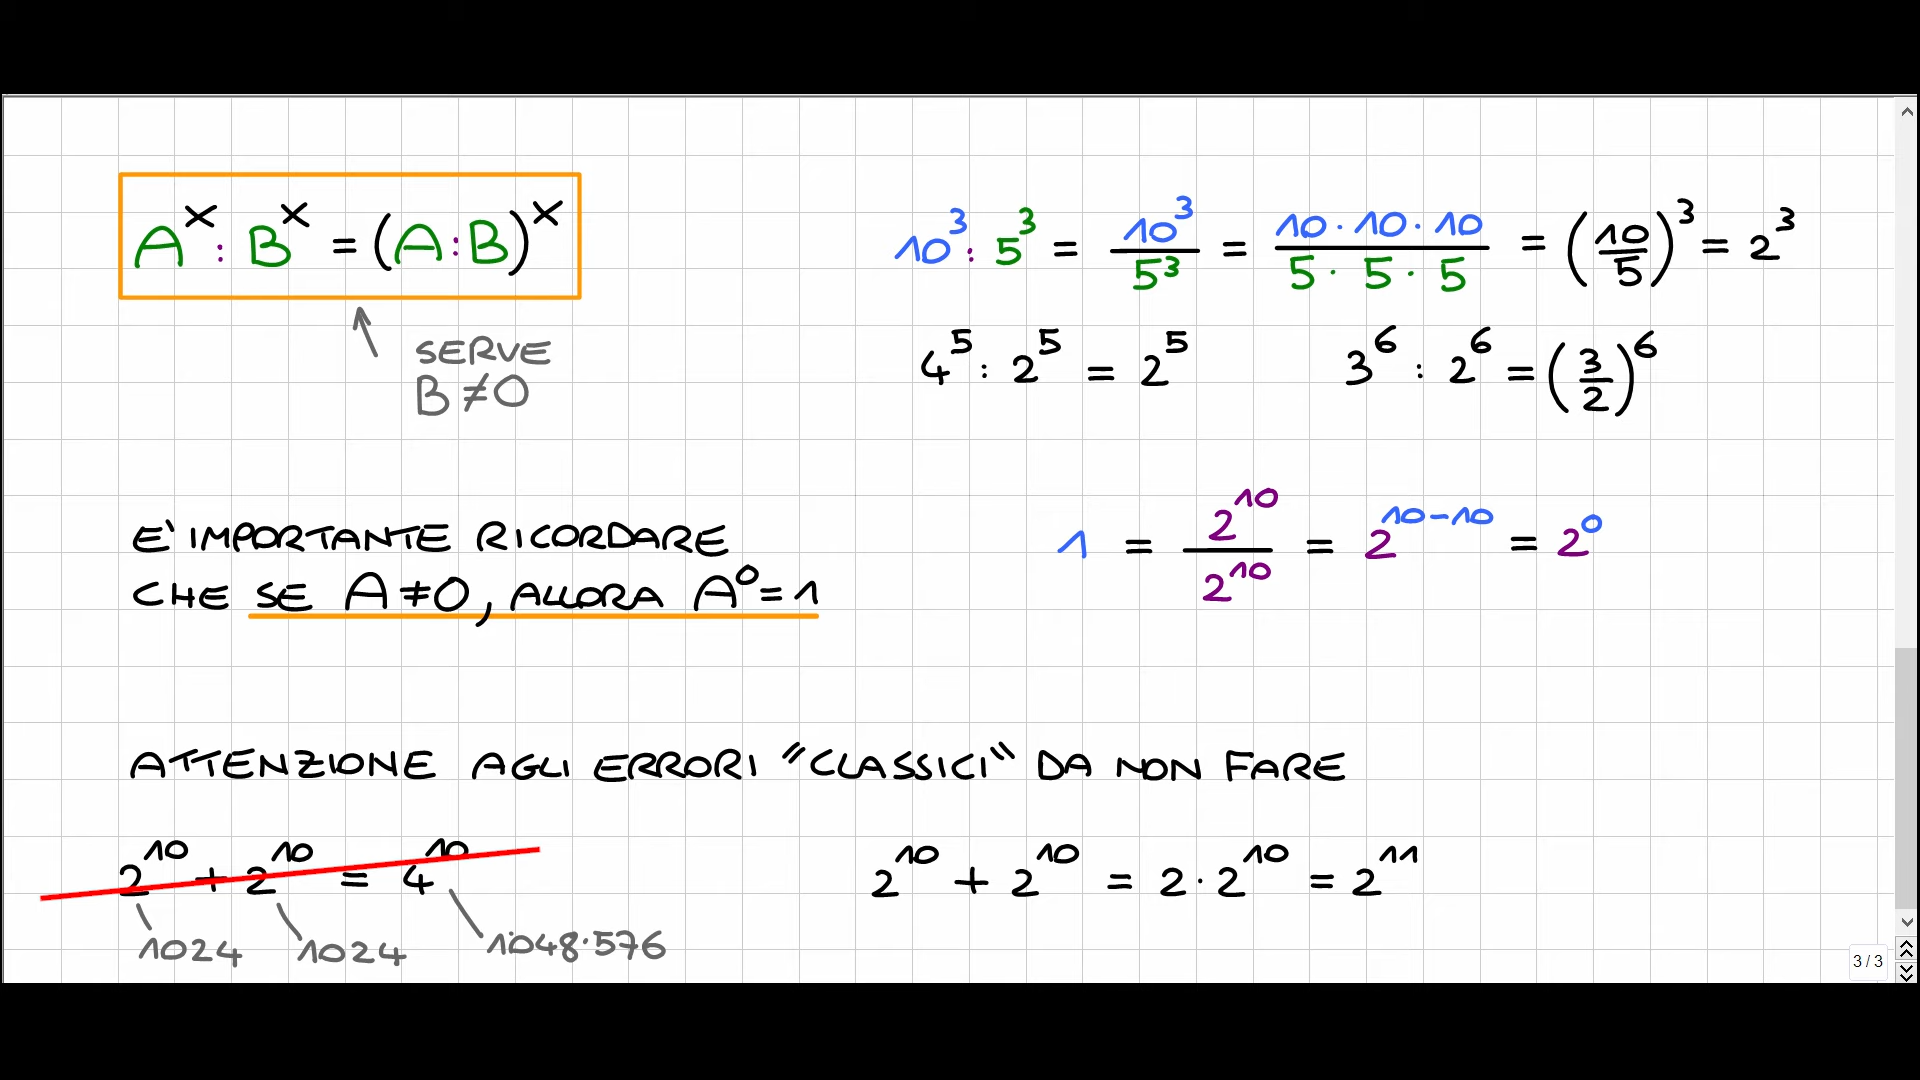 A^x : B^x = (A:B)^x
10^3 : 5^3 = 10^3/5^3 = 10·10·10/5·5·5 = (10/5)^3 = 2^3
SERVE
B≠0
4^5 : 2^5 = 2^5
3^6 : 2^6 = (3/2)^6
E' IMPORTANTE RICORDARE
CHE SE A≠0, ALLORA A^0=1
1 = 2^10/2^10 = 2^10-10 = 2^0
ATTENZIONE AGLI ERRORI "CLASSICI" DA NON FARE
2^10 + 2^10 = 4^10
1024 1024 1˙048·576
2^10 + 2^10 = 2·2^10 = 2^11
3 / 3